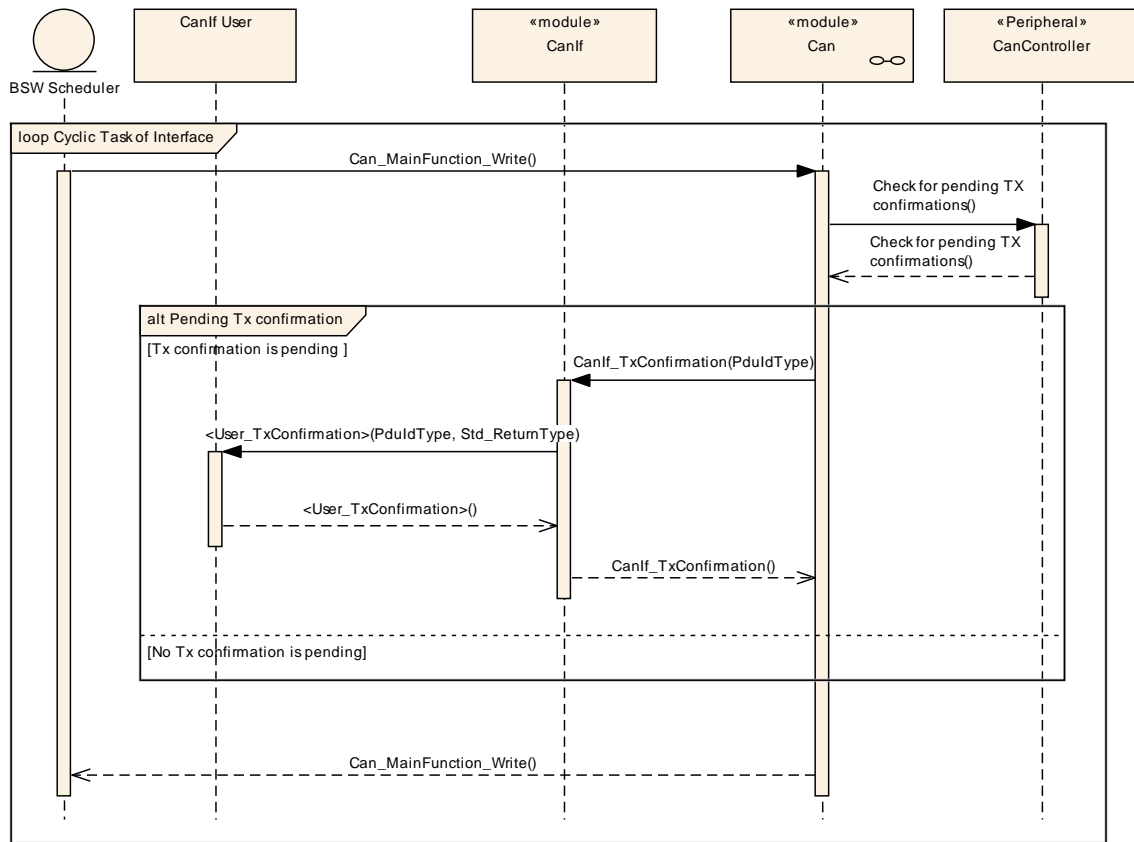 «module»
«module»
«Peripheral»
CanIf User
CanIf
Can
CanController
BSW Scheduler
loop Cyclic Task of Interface
Can_MainFunction_Write()
Check for pending TX
confirmations()
Check for pending TX
confirmations()
alt Pending Tx confirmation
[Tx confirmation is pending ]
CanIf_TxConfirmation(PduIdType)
<User_TxConfirmation>(PduIdType, Std_ReturnType)
<User_TxConfirmation>()
CanIf_TxConfirmation()
[No Tx confirmation is pending]
Can_MainFunction_Write()